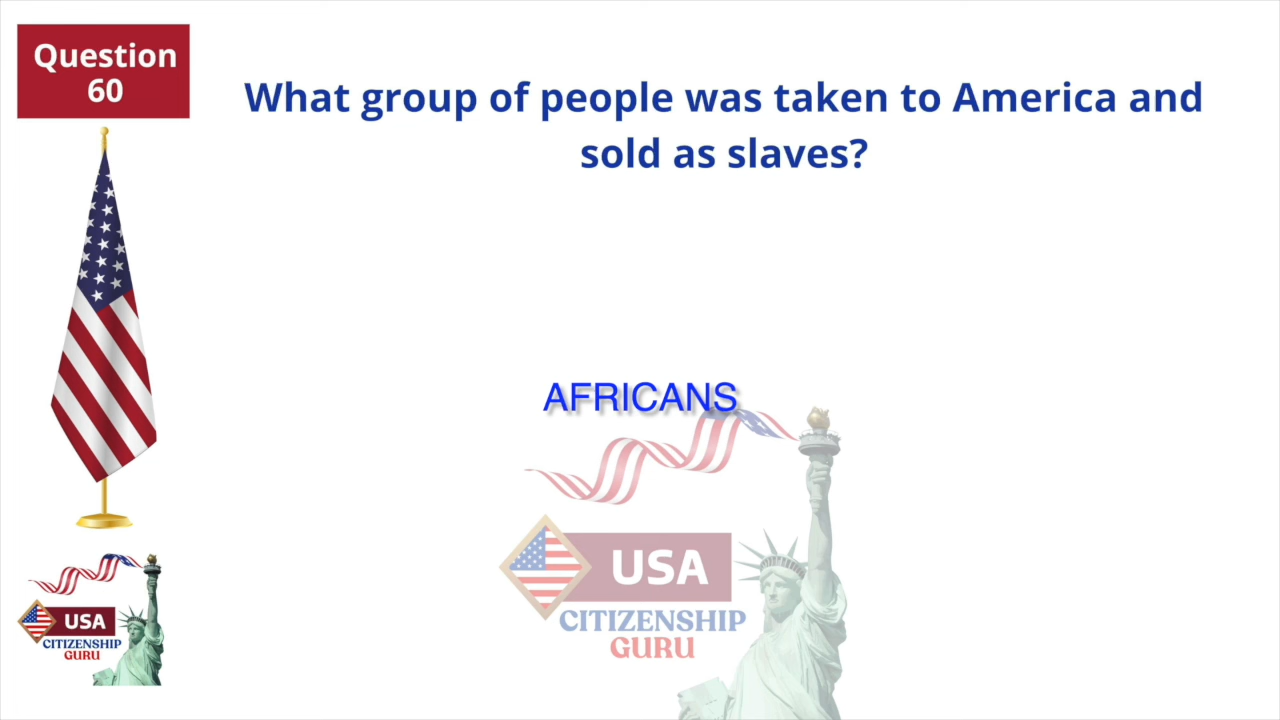 Question
60
What group of people was taken to America and
sold as slaves?
AFRICANS
USA
CITIZENSHIP
GURU
USA
CITIZENSHIP
GURU